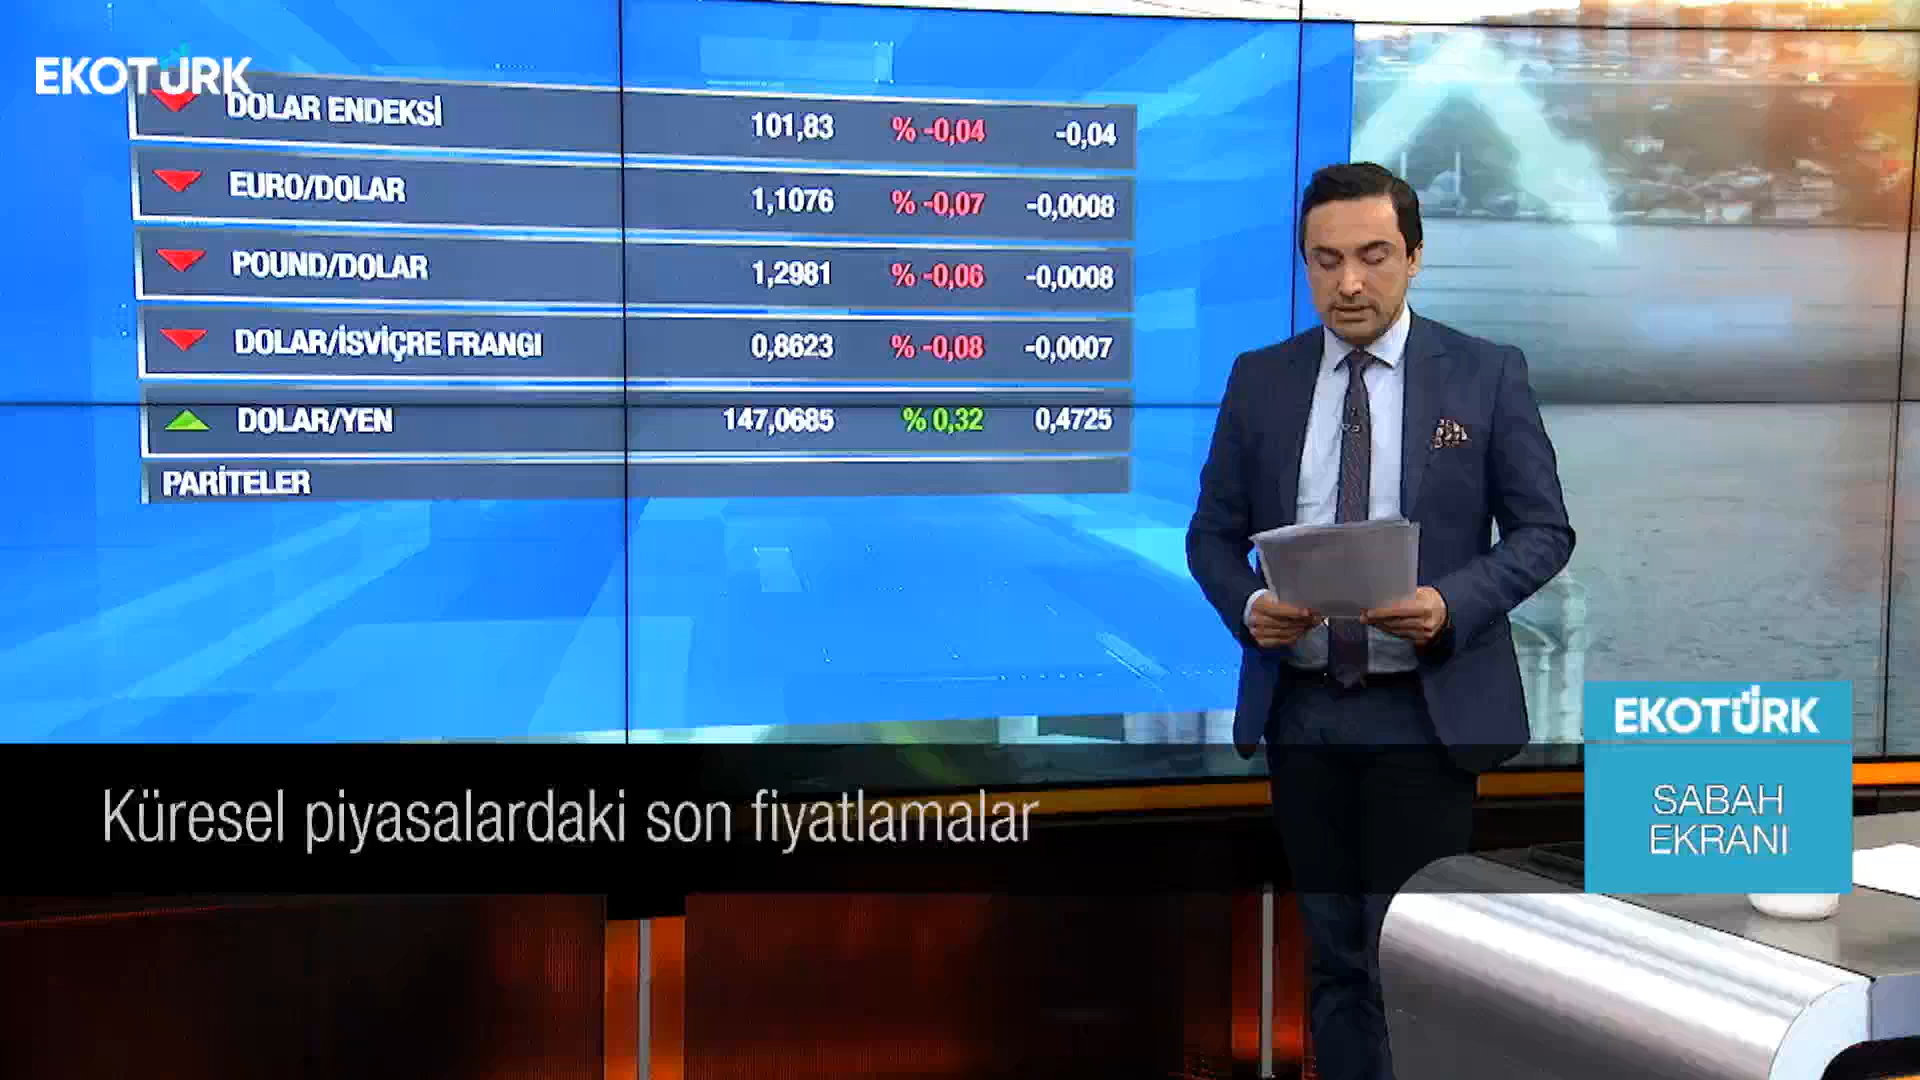 EKOTÜRK
DOLAR ENDEKSİ 101,83 % -0,04 -0,04
EURO/DOLAR 1,1076 % -0,07 -0,0008
POUND/DOLAR 1,2981 % -0,06 -0,0008
DOLAR/İSVİÇRE FRANGI 0,8623 % -0,08 -0,0007
DOLAR/YEN 147,0685 % 0,32 0,4725
PARİTELER
EKOTÜRK
SABAH
EKRANI
Küresel piyasalardaki son fiyatlamalar